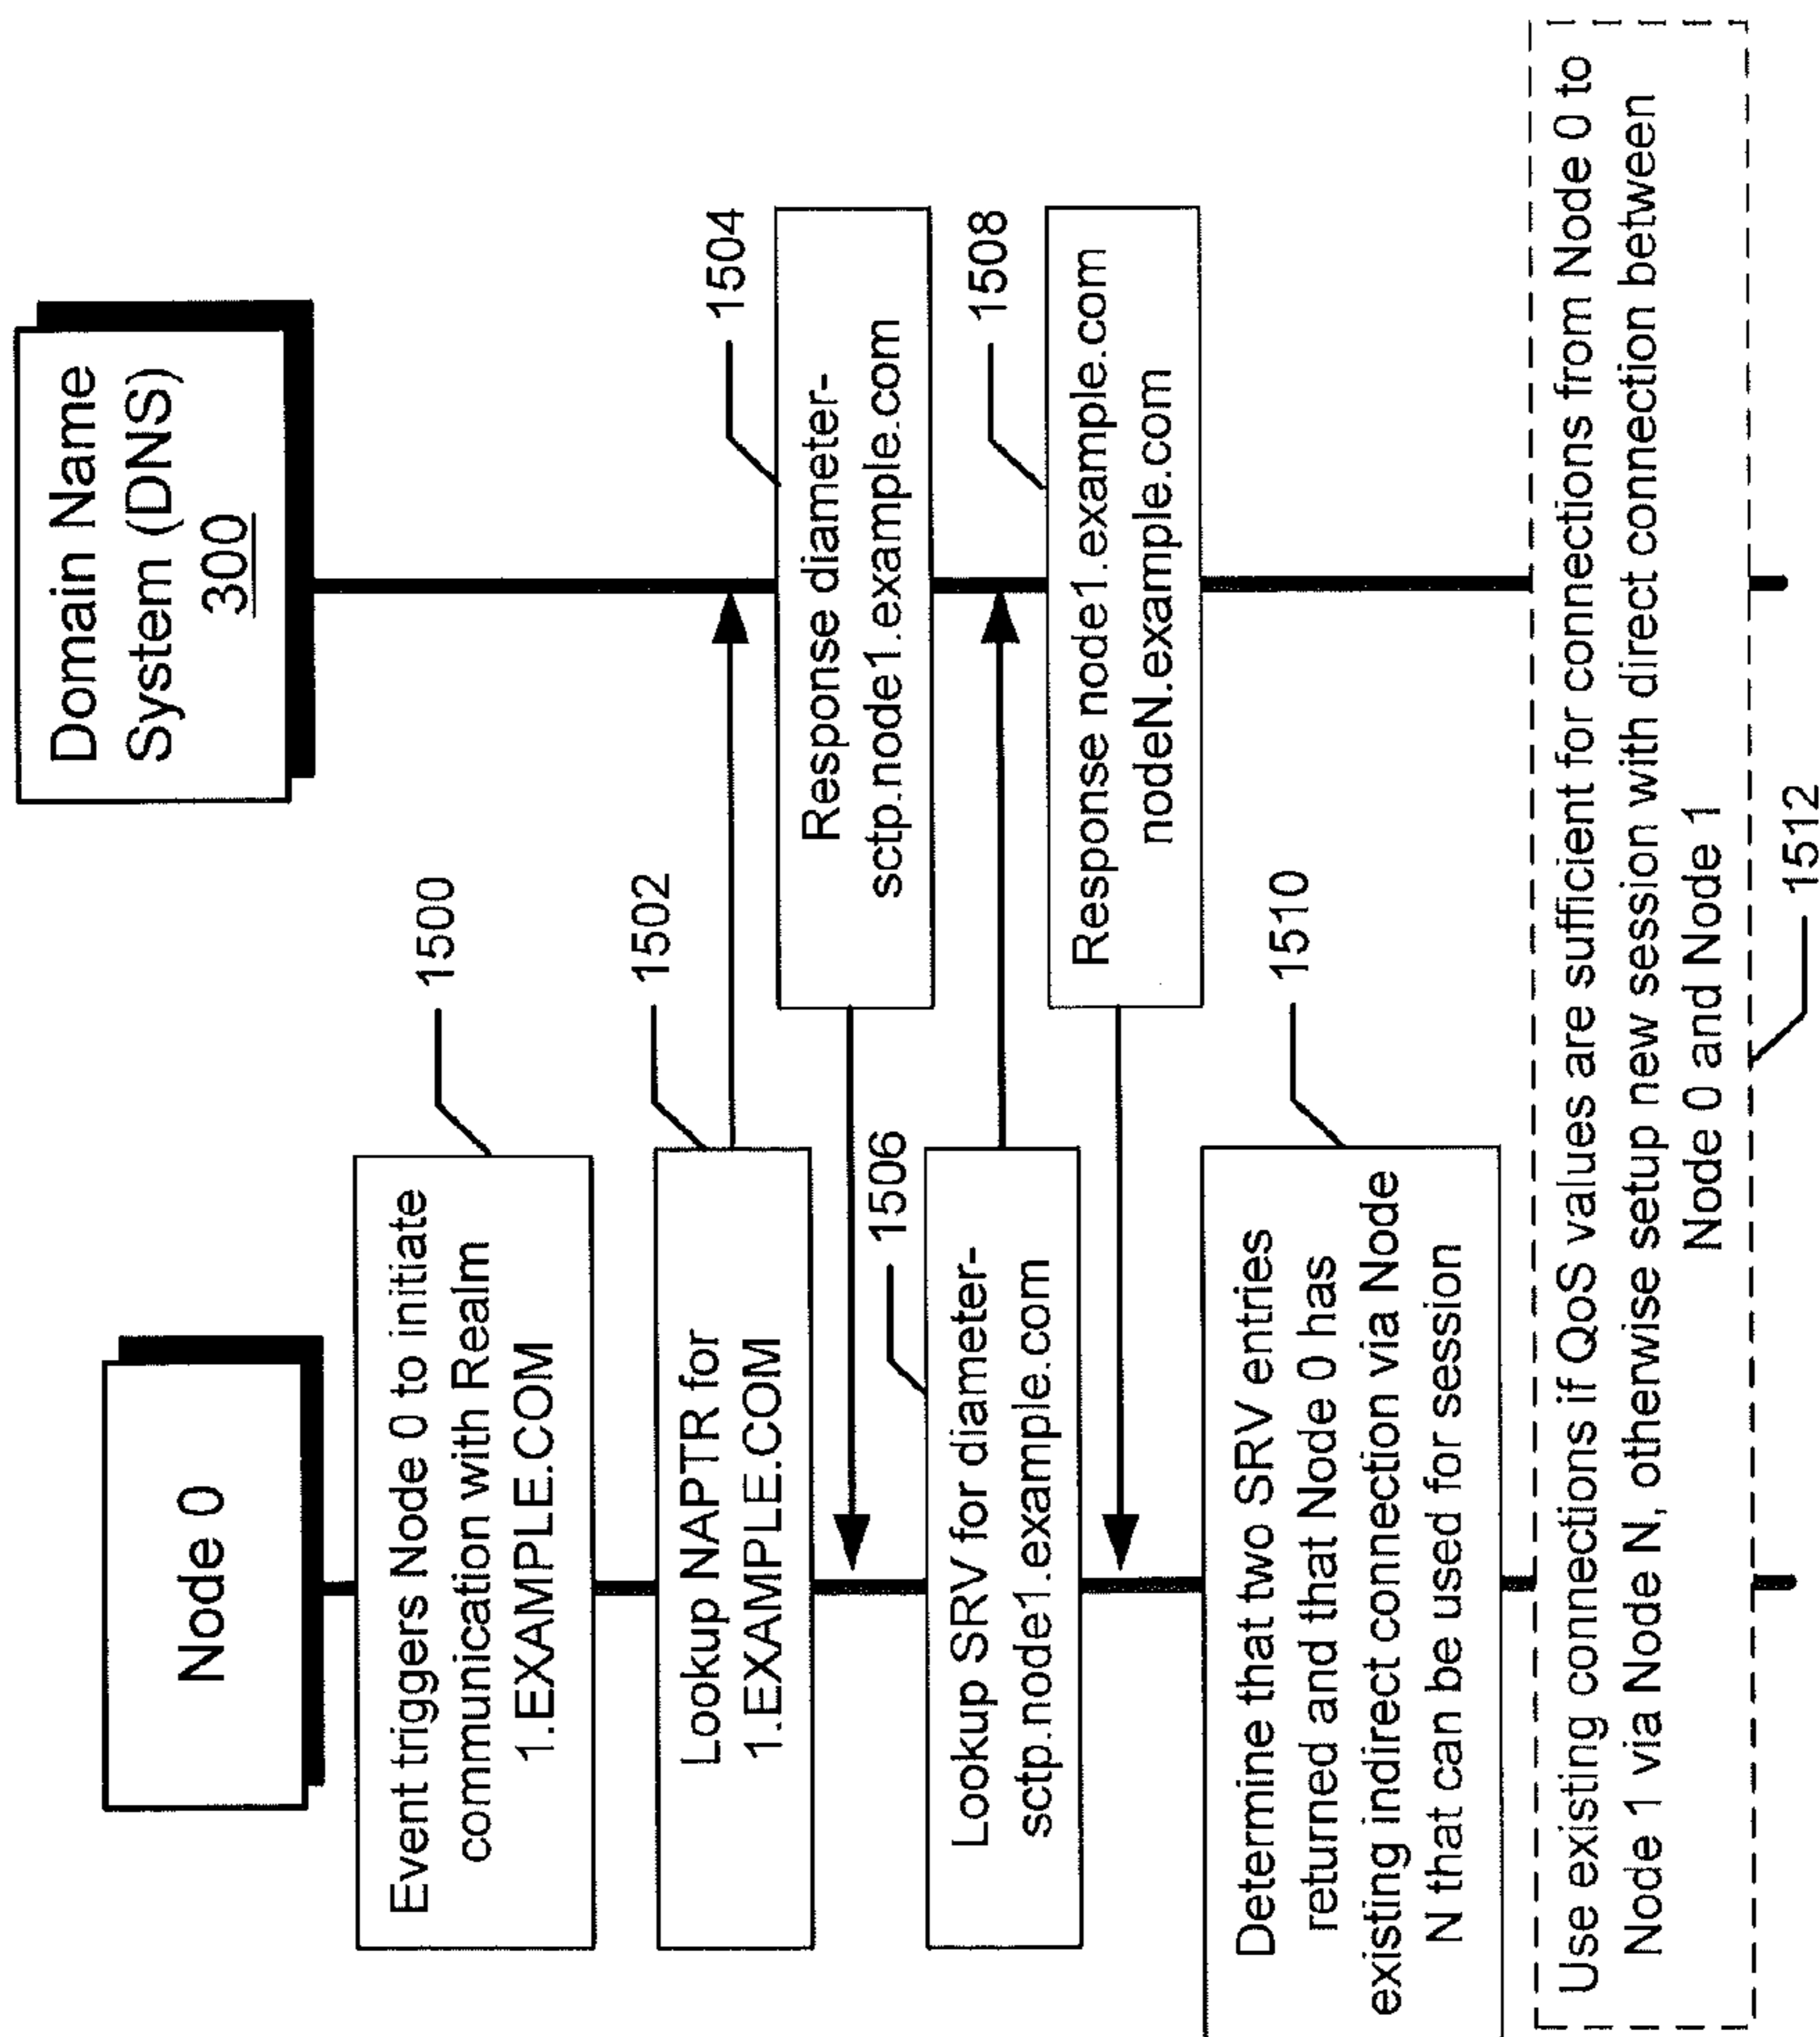 Node 0
Domain Name
System (DNS)
300
Event triggers Node 0 to initiate
communication with Realm
1.EXAMPLE.COM
1500
Lookup NAPTR for
1.EXAMPLE.COM
1502
Response diameter-
sctp.node1.example.com
1504
Lookup SRV for diameter-
sctp.node1.example.com
1506
Response node1.example.com
nodeN.example.com
1508
Determine that two SRV entries
returned and that Node 0 has
existing indirect connection via Node
N that can be used for session
1510
Use existing connections if QoS values are sufficient for connections from Node 0 to
Node 1 via Node N, otherwise setup new session with direct connection between
Node 0 and Node 1
1512